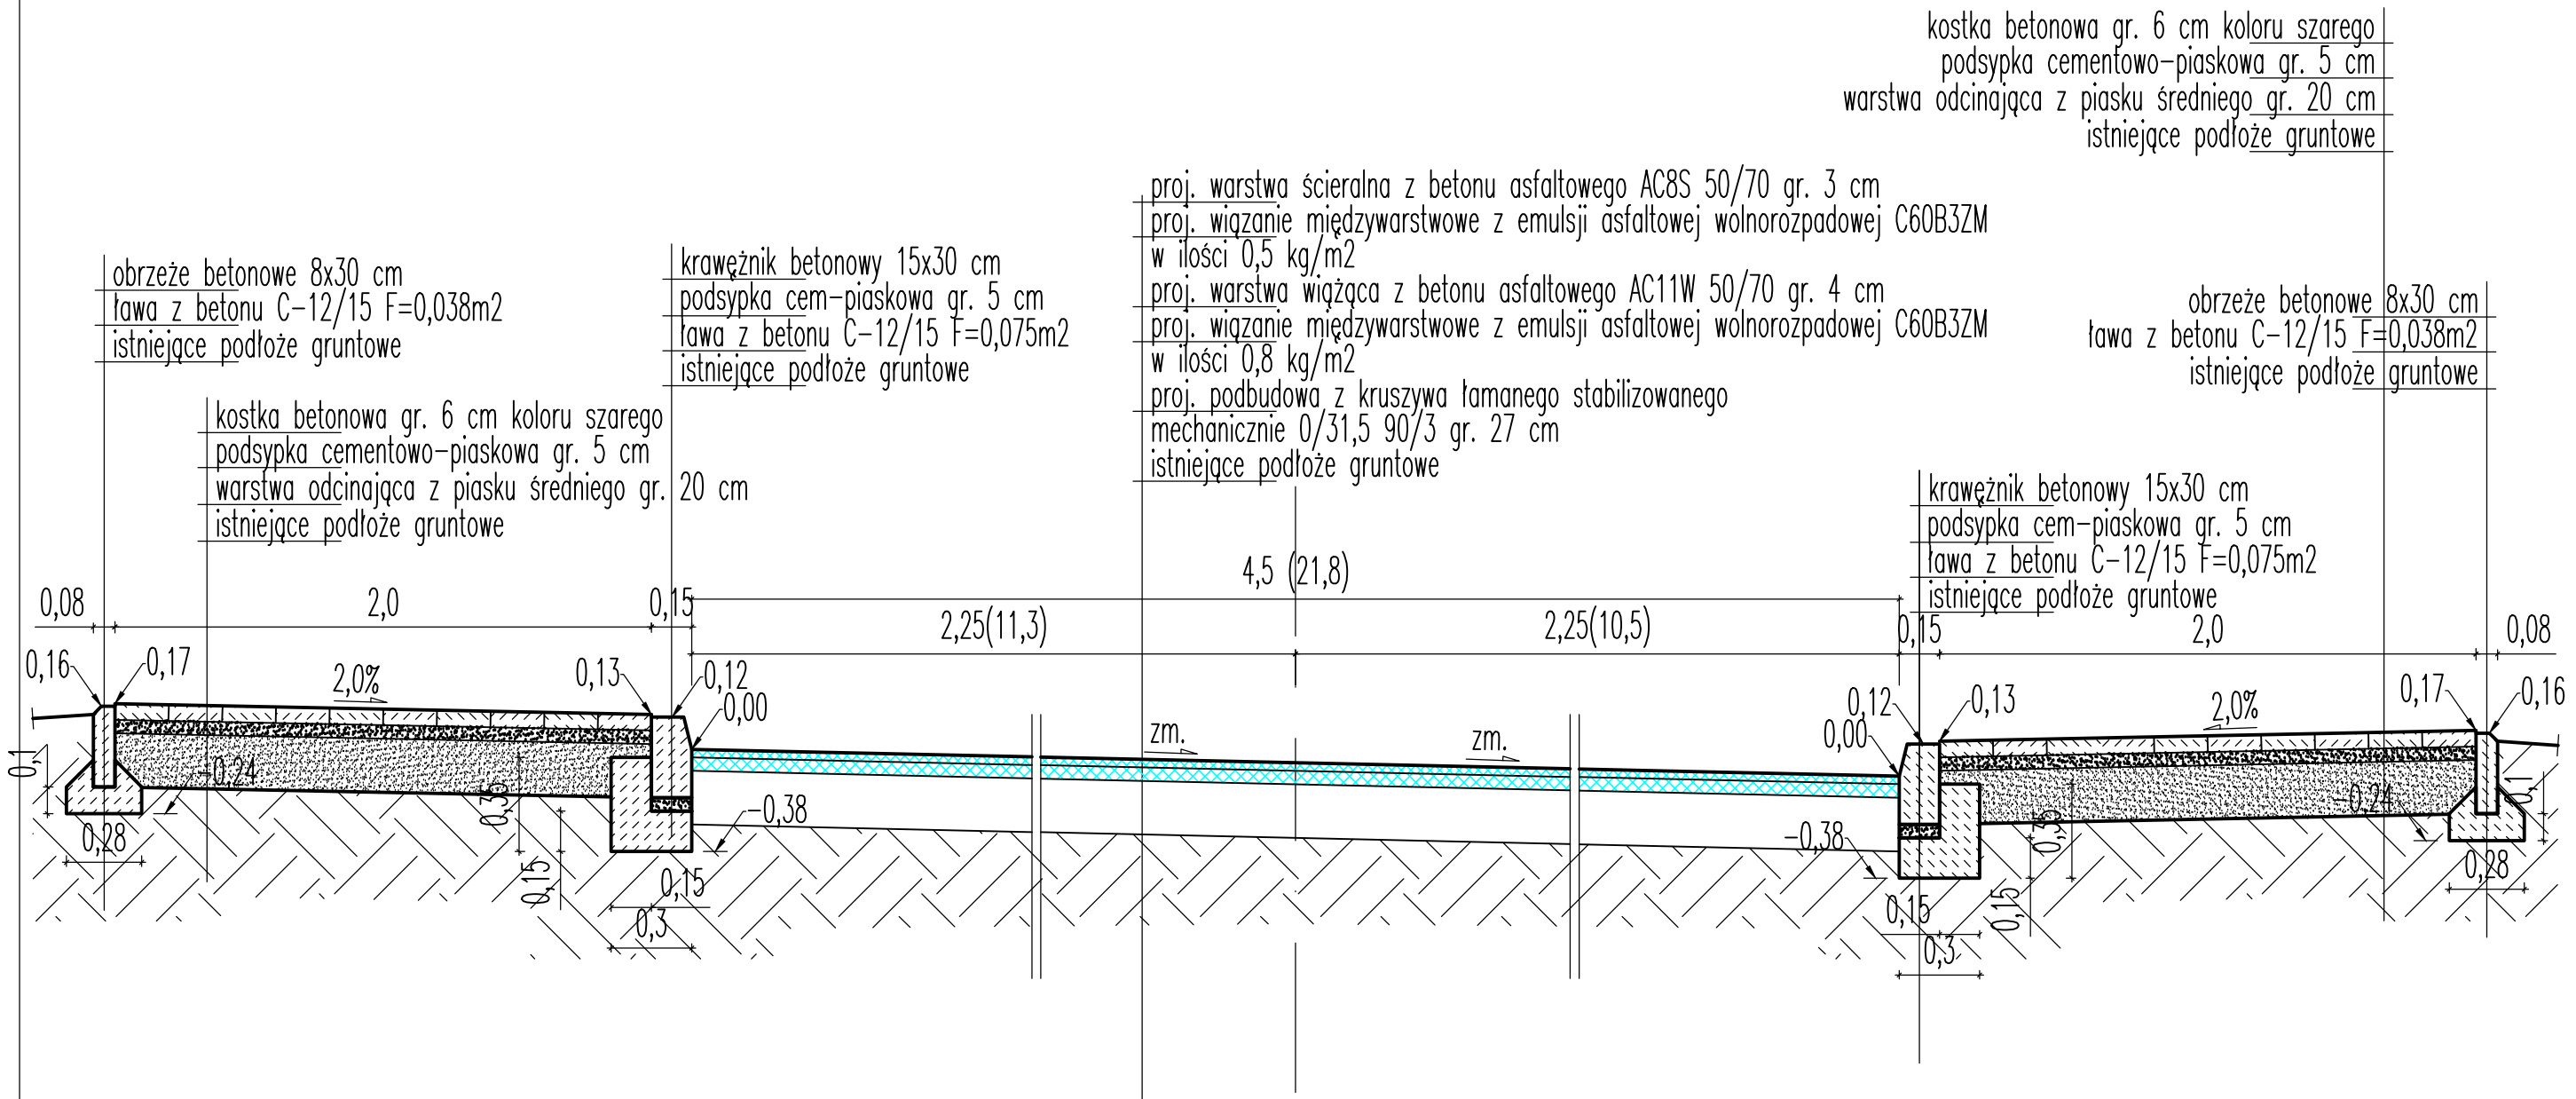 kostka betonowa gr. 6 cm koloru szarego
podsypka cementowo-piaskowa gr. 5 cm
warstwa odcinająca z piasku średniego gr. 20 cm
istniejące podłoże gruntowe
proj. warstwa ścieralna z betonu asfaltowego AC8S 50/70 gr. 3 cm
proj. wiązanie międzywarstwowe z emulsji asfaltowej wolnorozpadowej C60B3ZM
w ilości 0,5 kg/m2
proj. warstwa wiążąca z betonu asfaltowego AC11W 50/70 gr. 4 cm
proj. wiązanie międzywarstwowe z emulsji asfaltowej wolnorozpadowej C60B3ZM
w ilości 0,8 kg/m2
proj. podbudowa z kruszywa łamanego stabilizowanego
mechanicznie 0/31,5 90/3 gr. 27 cm
istniejące podłoże gruntowe
obrzeże betonowe 8x30 cm
ława z betonu C-12/15 F=0,038m2
istniejące podłoże gruntowe
krawężnik betonowy 15x30 cm
podsypka cem-piaskowa gr. 5 cm
ława z betonu C-12/15 F=0,075m2
istniejące podłoże gruntowe
obrzeże betonowe 8x30 cm
ława z betonu C-12/15 F=0,038m2
istniejące podłoże gruntowe
kostka betonowa gr. 6 cm koloru szarego
podsypka cementowo-piaskowa gr. 5 cm
warstwa odcinająca z piasku średniego gr. 20 cm
istniejące podłoże gruntowe
krawężnik betonowy 15x30 cm
podsypka cem-piaskowa gr. 5 cm
ława z betonu C-12/15 F=0,075m2
istniejące podłoże gruntowe
4,5 (21,8)
0,08 2,0 0,15 2,25(11,3) 2,25(10,5) 0,15 2,0 0,08
0,16 0,17 2,0% 0,13 0,12
0,00
zm. zm.
0,12 0,13 2,0% 0,17 0,16
0,00
0,1 -0,24 0,35 -0,38 -0,38 0,35 -0,24 0,1
0,28 0,15 0,15 0,15 0,15 0,28
0,3 0,3